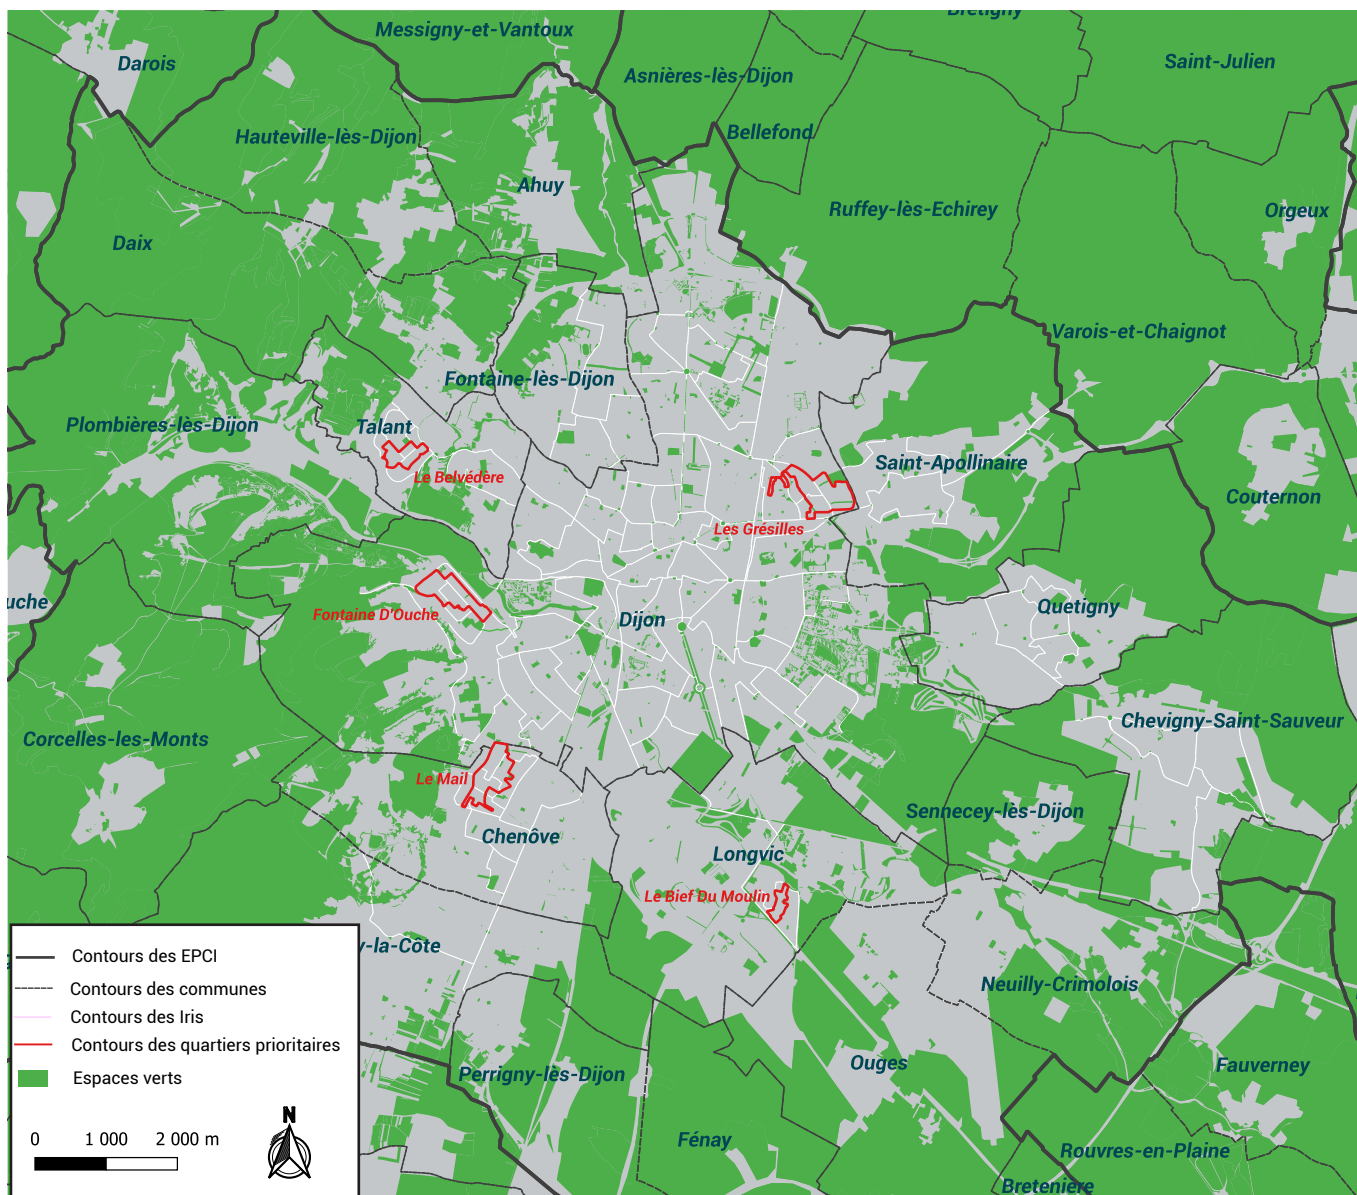 Brétigny
Messigny-et-Vantoux
Darois
Asnières-lès-Dijon
Saint-Julien
Bellefond
Hauteville-lès-Dijon
Ahuy
Ruffey-lès-Echirey
Orgeux
Daix
Varois-et-Chaignot
Fontaine-lès-Dijon
Plombières-lès-Dijon
Talant
Le Belvédère
Saint-Apollinaire
Couternon
Les Grésilles
uche
Fontaine D'Ouche
Dijon
Quetigny
Corcelles-les-Monts
Chevigny-Saint-Sauveur
Le Mail
Chenôve
Sennecey-lès-Dijon
Longvic
Le Bief Du Moulin
y-la-Côte
Neuilly-Crimolois
Ouges
Fauverney
Perrigny-lès-Dijon
Fénay
Rouvres-en-Plaine
Bretenière
Contours des EPCI
Contours des communes
Contours des Iris
Contours des quartiers prioritaires
Espaces verts
0 1 000 2 000 m
N